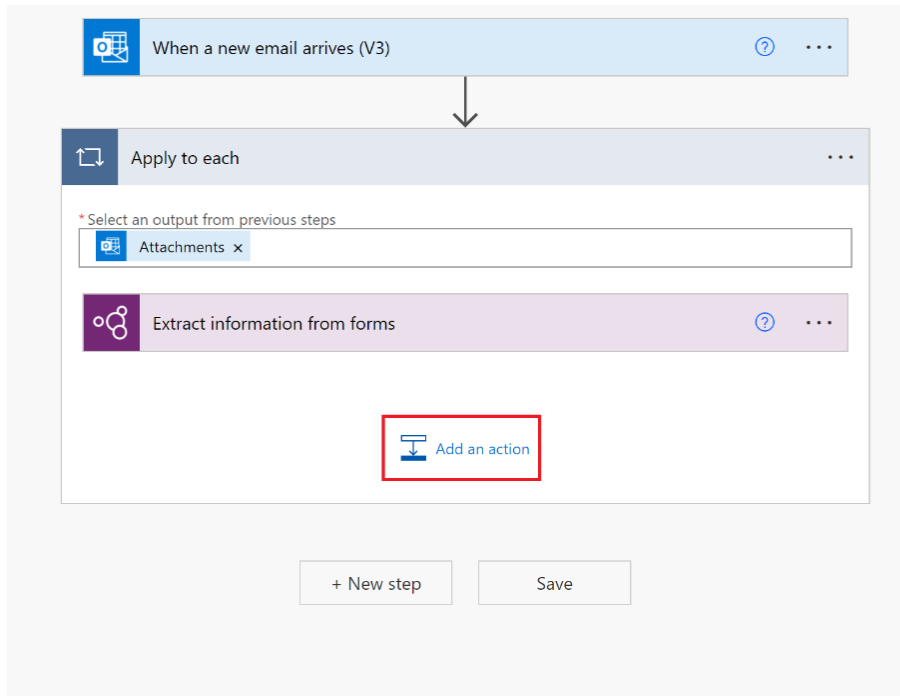 When a new email arrives (V3)
Apply to each
* Select an output from previous steps
Attachments ×
Extract information from forms
Add an action
+ New step
Save